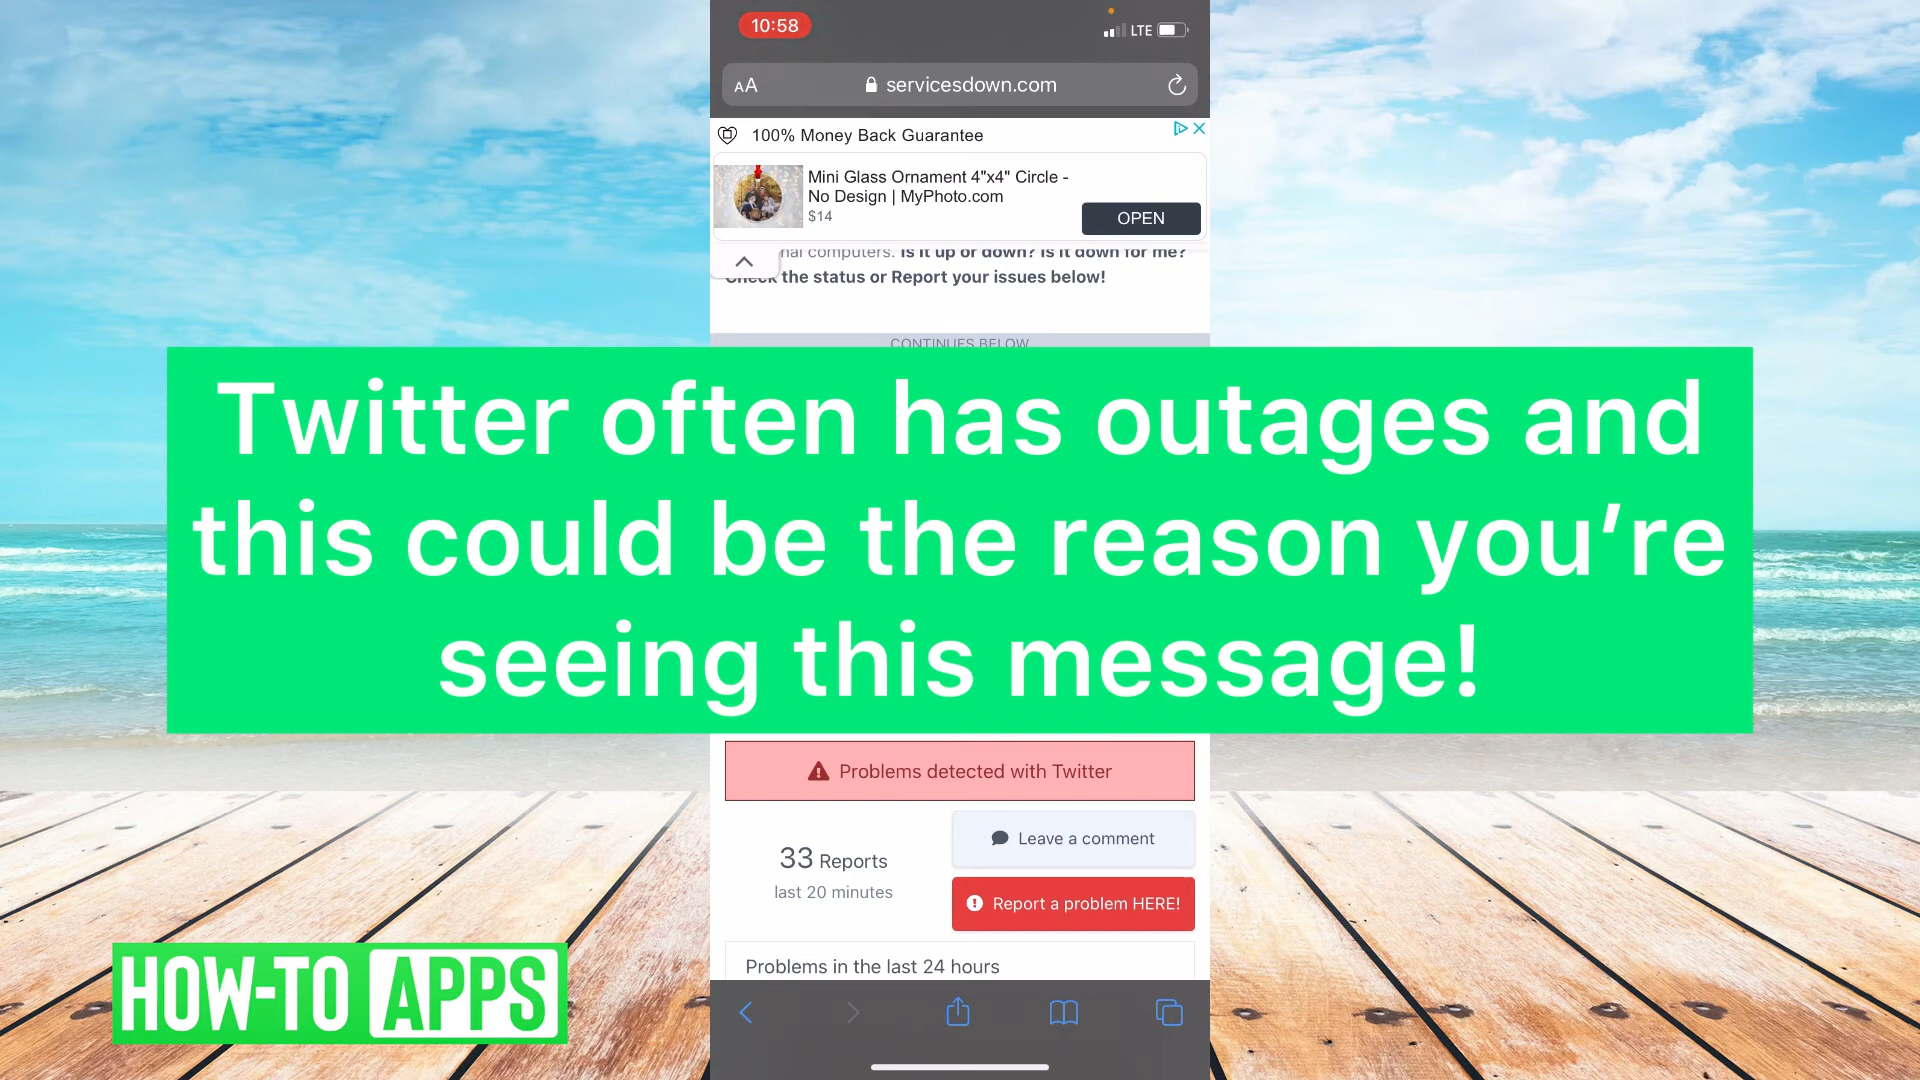 10:58
LTE
AA
servicesdown.com
100% Money Back Guarantee
Mini Glass Ornament 4"x4" Circle -
No Design | MyPhoto.com
$14
OPEN
nal computers. Is it up or down? Is it down for me?
Check the status or Report your issues below!
CONTINUES BELOW
Twitter often has outages and
this could be the reason you’re
seeing this message!
Problems detected with Twitter
33 Reports
last 20 minutes
Leave a comment
Report a problem HERE!
Problems in the last 24 hours
HOW-TO APPS